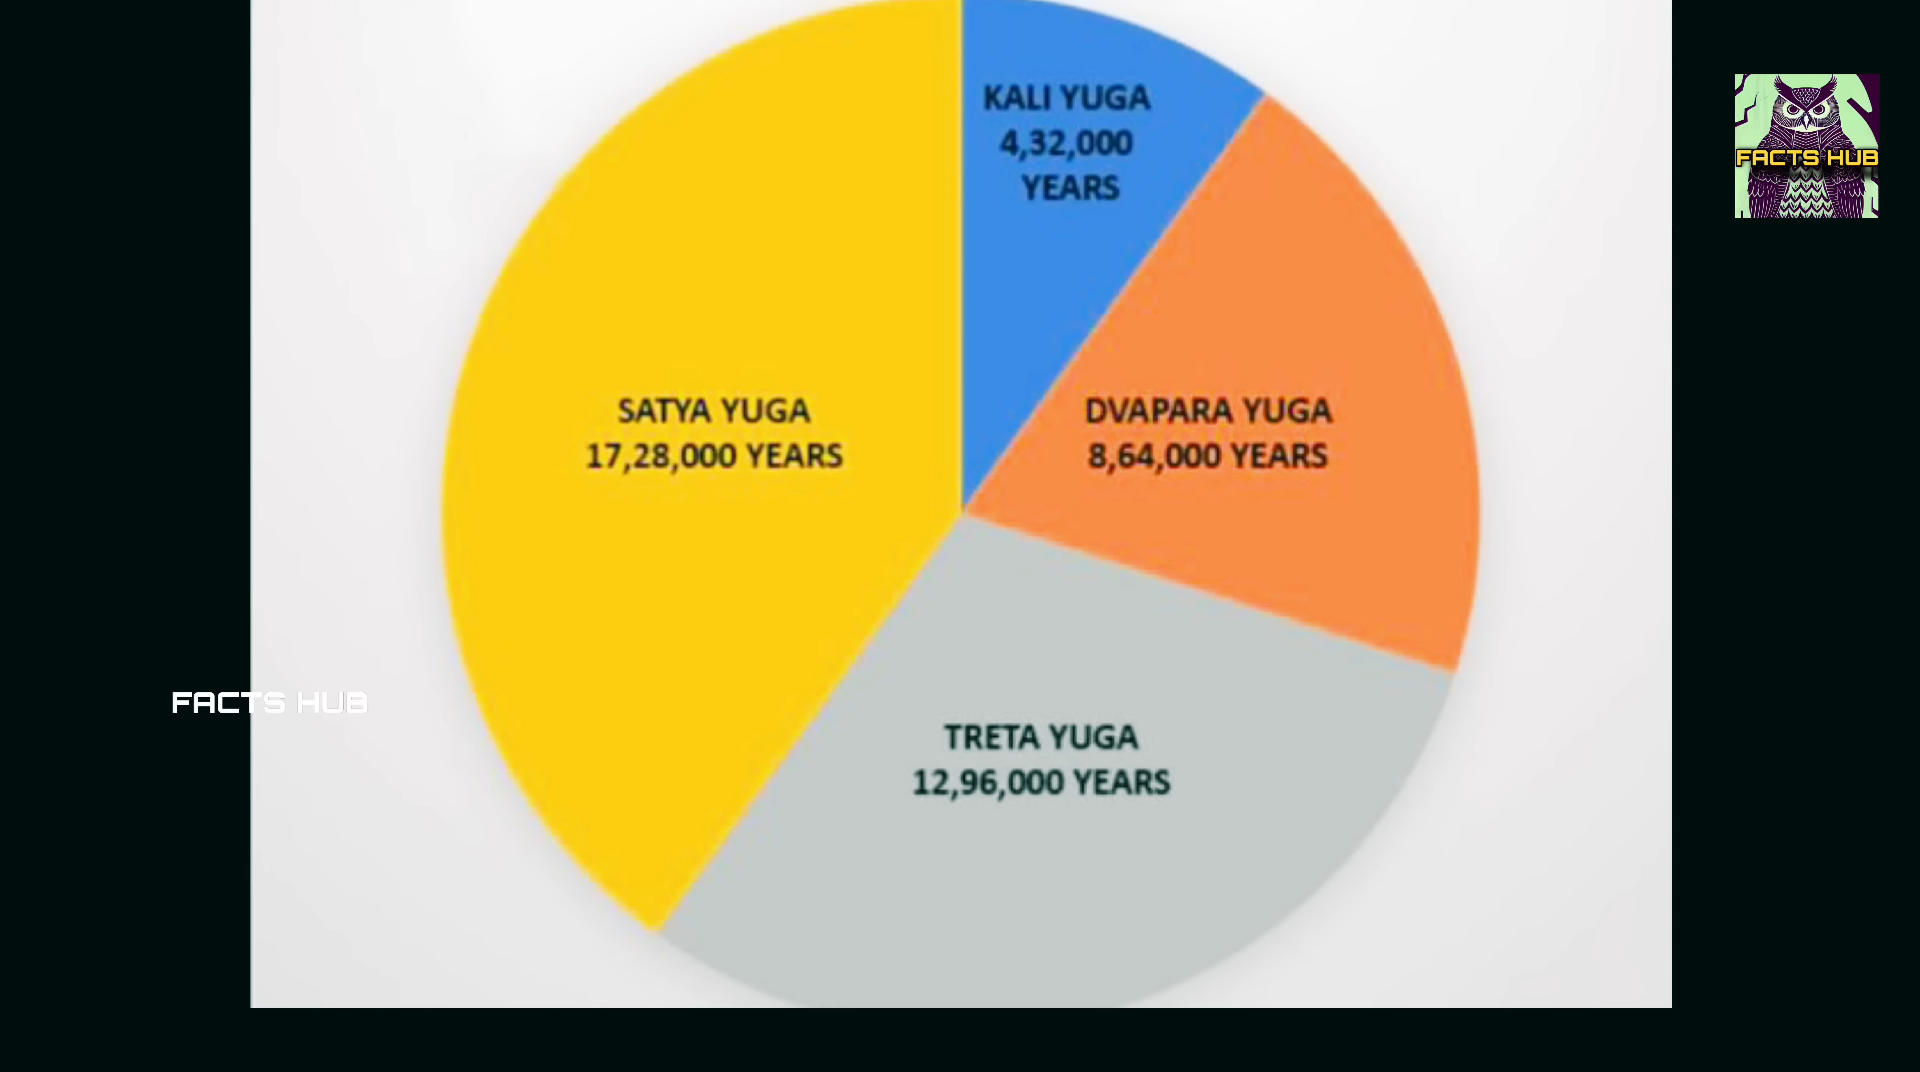 KALI YUGA
4,32,000
YEARS
FACTS HUB
SATYA YUGA
17,28,000 YEARS
DVAPARA YUGA
8,64,000 YEARS
FACTS HUB
TRETA YUGA
12,96,000 YEARS